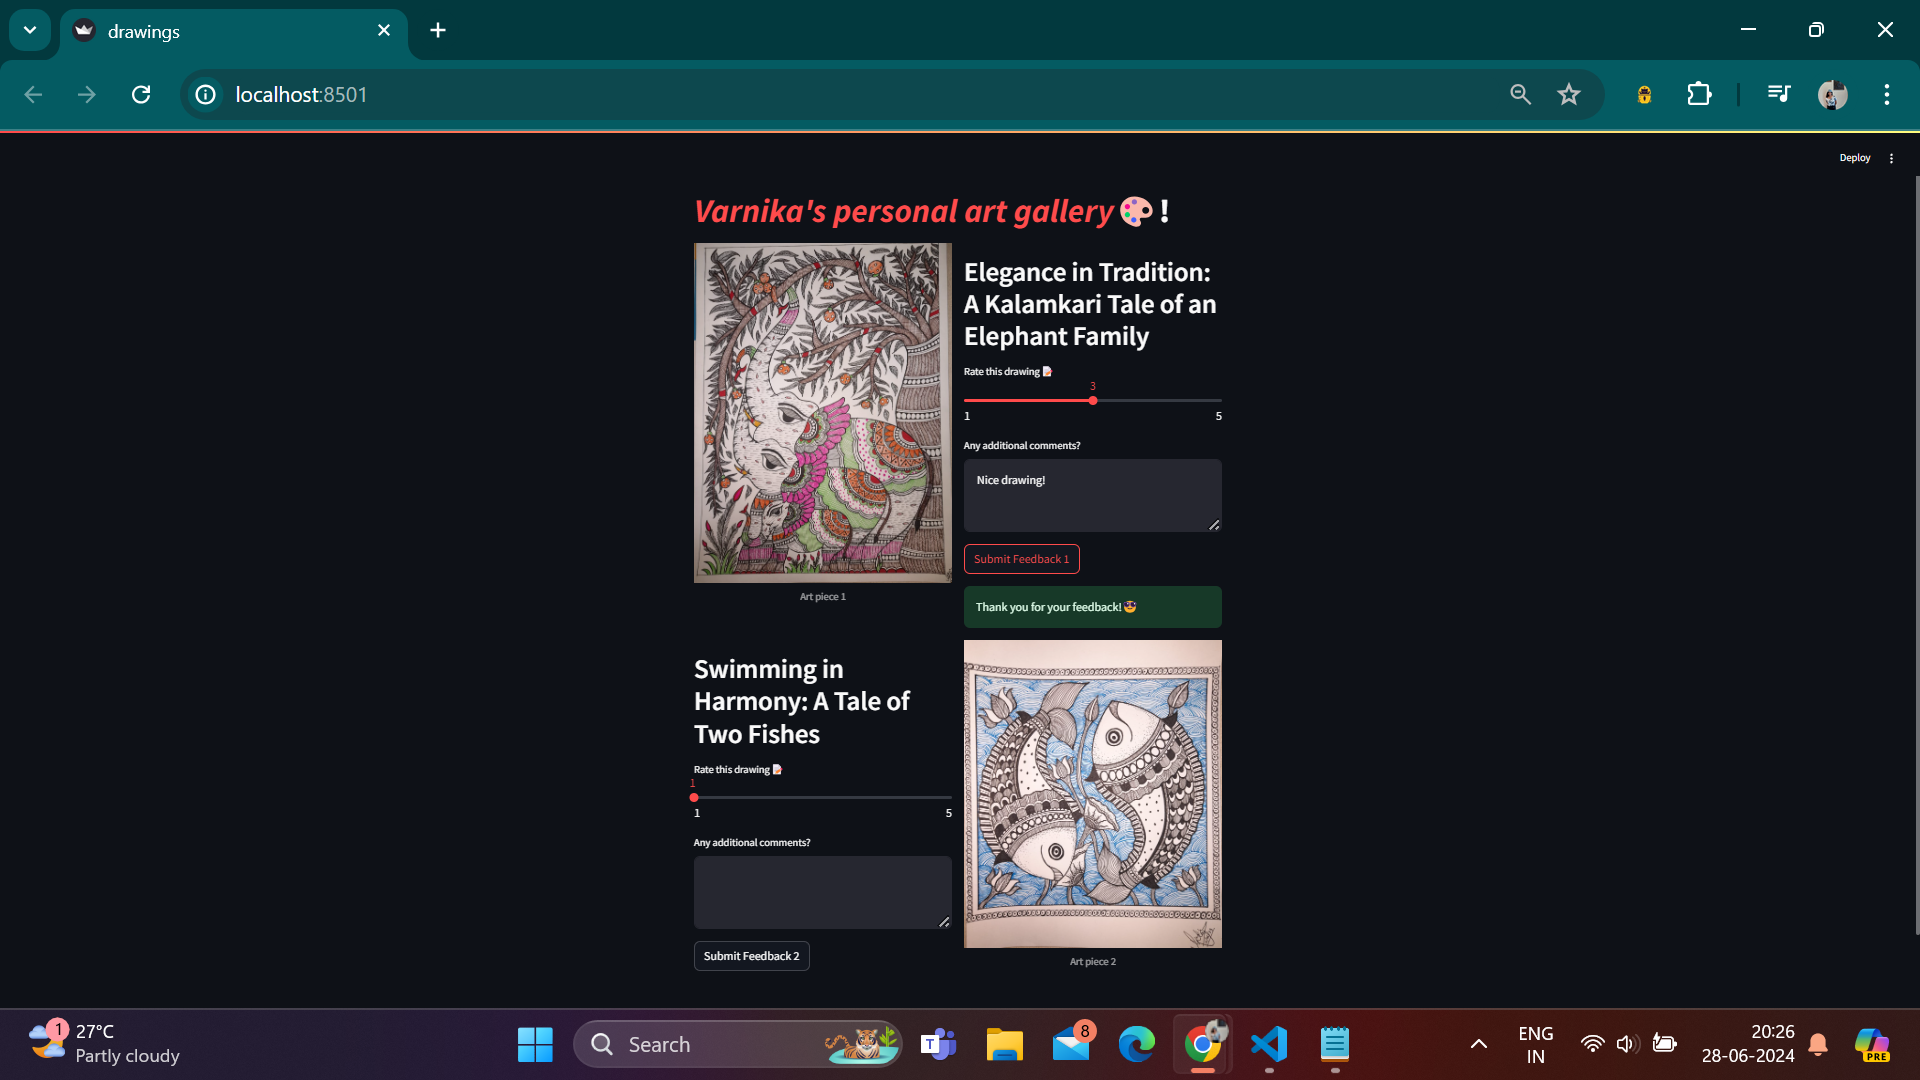 drawings
localhost:8501
Deploy
Varnika's personal art gallery🎨!
Elegance in Tradition:
A Kalamkari Tale of an
Elephant Family
Rate this drawing 📝
3
1 5
Any additional comments?
Nice drawing!
Submit Feedback 1
Thank you for your feedback! 😎
Art piece 1
Swimming in
Harmony: A Tale of
Two Fishes
Rate this drawing 📝
1
1 5
Any additional comments?
Submit Feedback 2
Art piece 2
1
27°C
Partly cloudy
Search
T
8
ENG
IN
20:26
28-06-2024
PRE